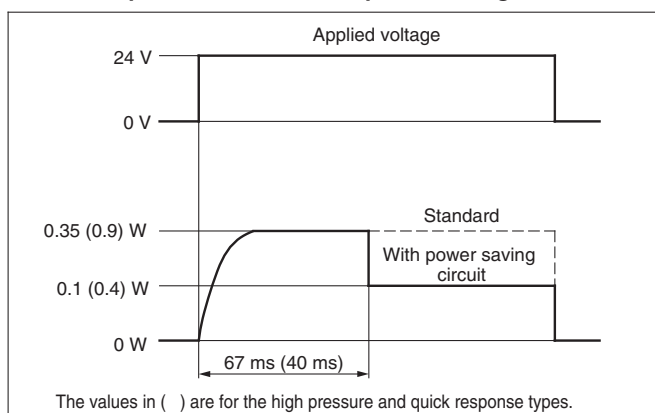 Applied voltage
24 V
0 V
0.35 (0.9) W
Standard
With power saving
circuit
0.1 (0.4) W
0 W
67 ms (40 ms)
The values in (   ) are for the high pressure and quick response types.